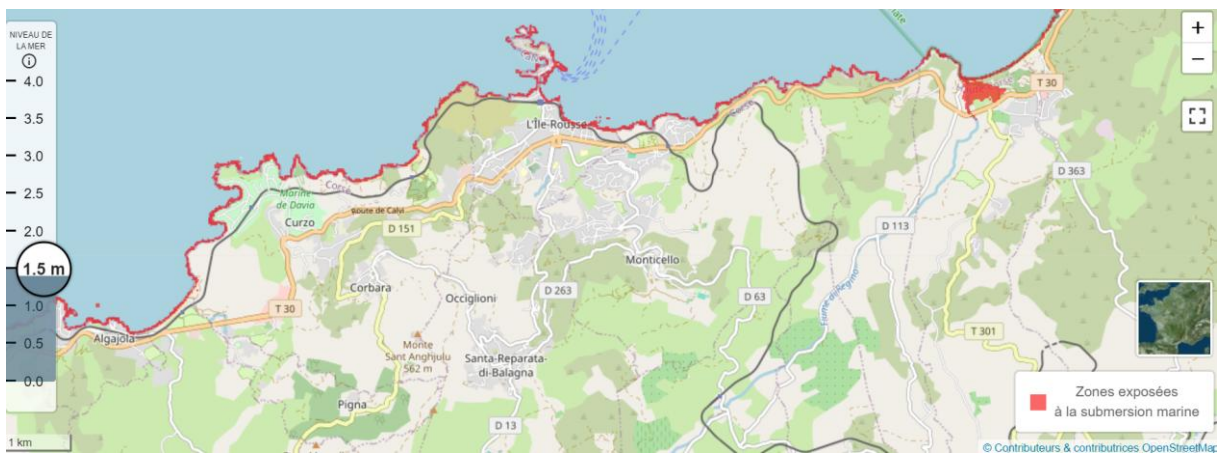 NIVEAU DE
LA MER
4.0
3.5
3.0
2.5
2.0
1.5 m
1.0
0.5
0.0
1 km
+
−
L'Île-Rousse
T 30
D 363
Corse
Marine
de Davia
Curzo
Route de Calvi
D 151
D 113
Monticello
Corbara
Occiglioni
D 263
D 63
T 30
Algajola
Monte
Sant Anghjulu
562 m
Santa-Reparata-
di-Balagna
T 301
Pigna
D 13
Zones exposées
à la submersion marine
© Contributeurs & contributrices OpenStreetMap